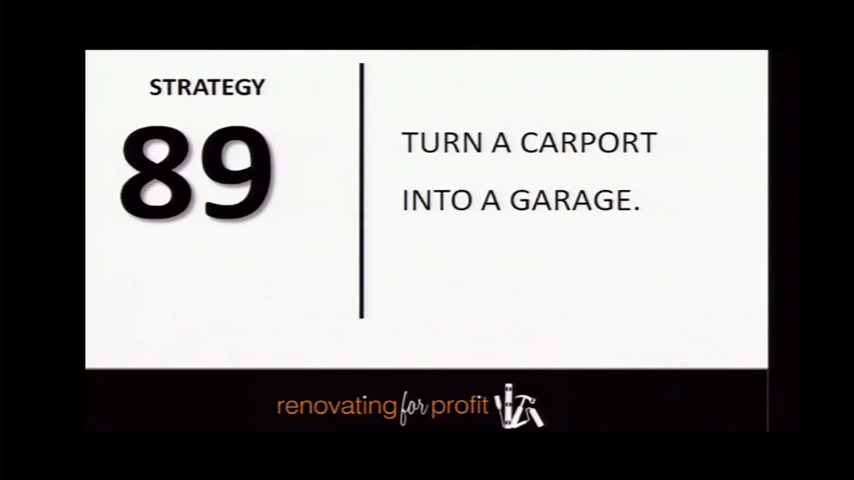 STRATEGY
89
TURN A CARPORT
INTO A GARAGE.
renovating for profit